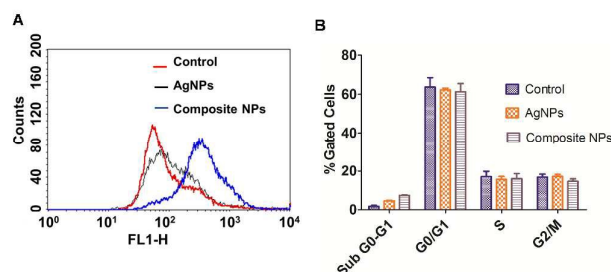 A
Counts
200
160
120
80
40
0
Control
AgNPs
Composite NPs
10^0 10^1 10^2 10^3 10^4
FL1-H
B
% Gated Cells
80
60
40
20
0
Control
AgNPs
Composite NPs
Sub G0-G1
G0/G1
S
G2/M